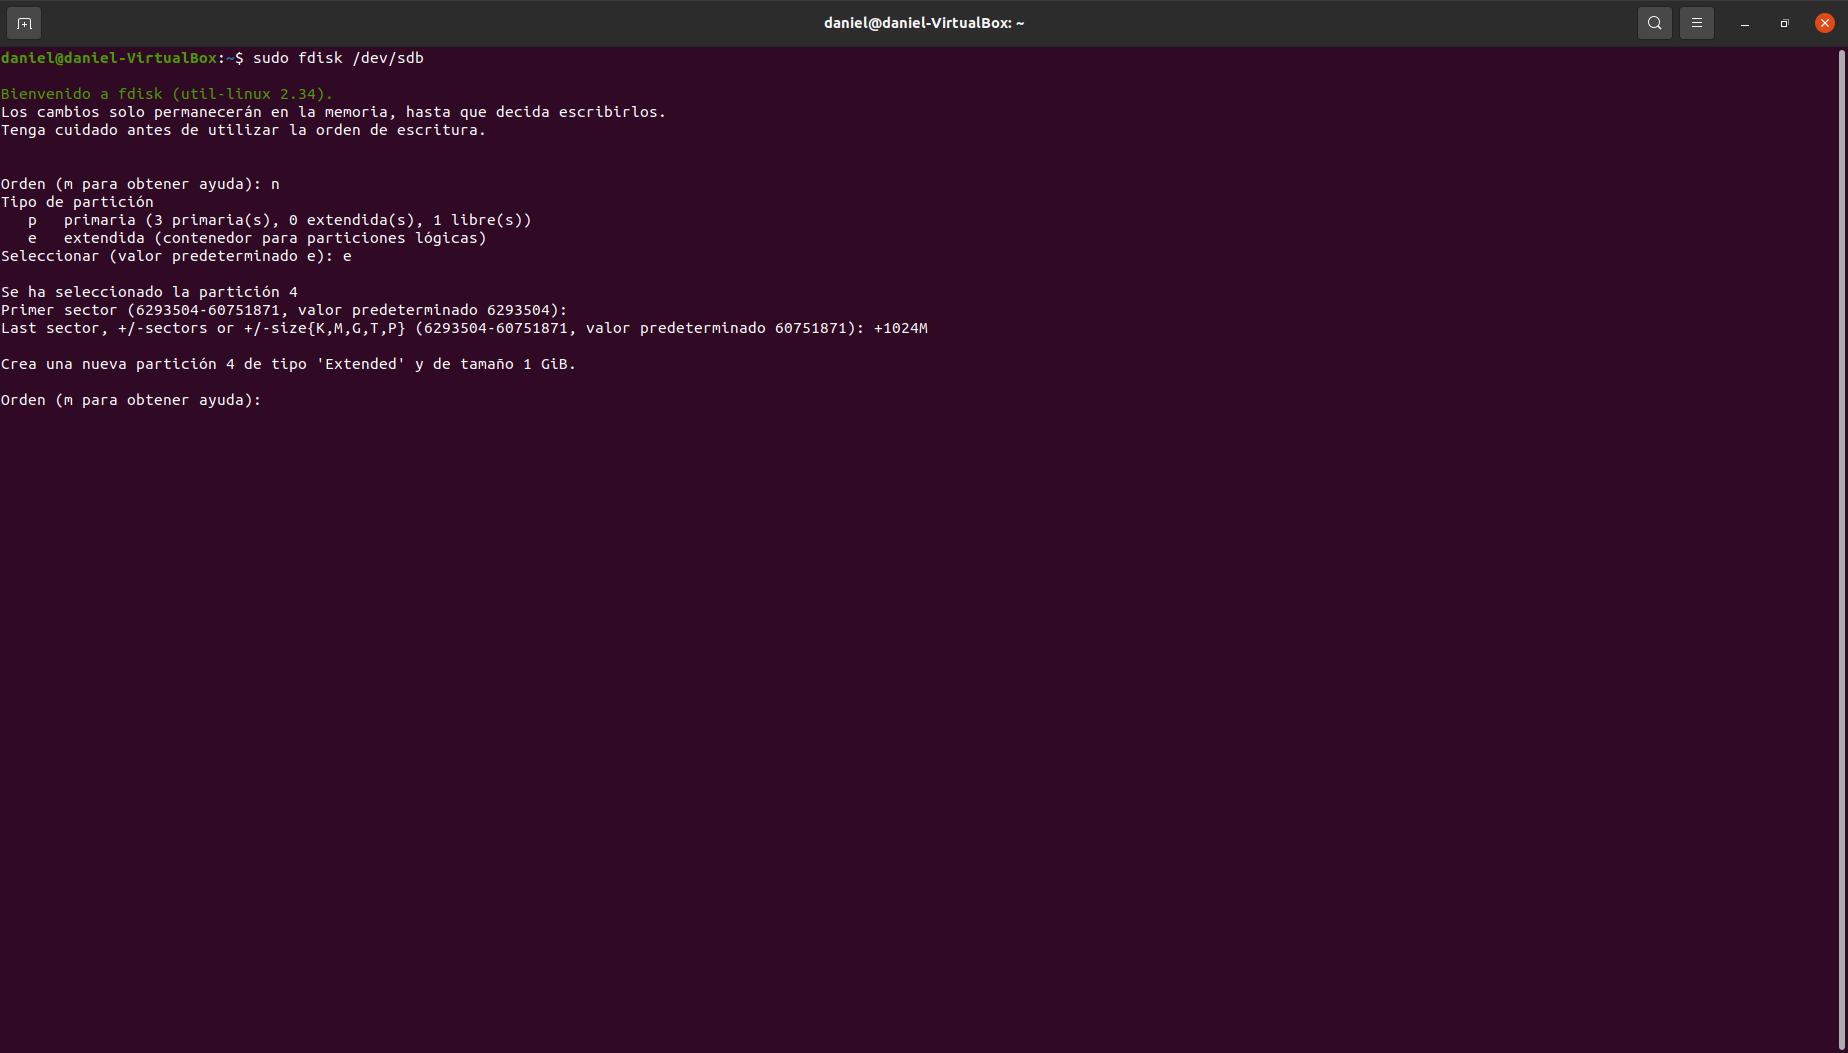 daniel@daniel-VirtualBox: ~
daniel@daniel-VirtualBox:~$ sudo fdisk /dev/sdb
Bienvenido a fdisk (util-linux 2.34).
Los cambios solo permanecerán en la memoria, hasta que decida escribirlos.
Tenga cuidado antes de utilizar la orden de escritura.
Orden (m para obtener ayuda): n
Tipo de partición
   p   primaria (3 primaria(s), 0 extendida(s), 1 libre(s))
   e   extendida (contenedor para particiones lógicas)
Seleccionar (valor predeterminado e): e
Se ha seleccionado la partición 4
Primer sector (6293504-60751871, valor predeterminado 6293504):
Last sector, +/-sectors or +/-size{K,M,G,T,P} (6293504-60751871, valor predeterminado 60751871): +1024M
Crea una nueva partición 4 de tipo 'Extended' y de tamaño 1 GiB.
Orden (m para obtener ayuda):